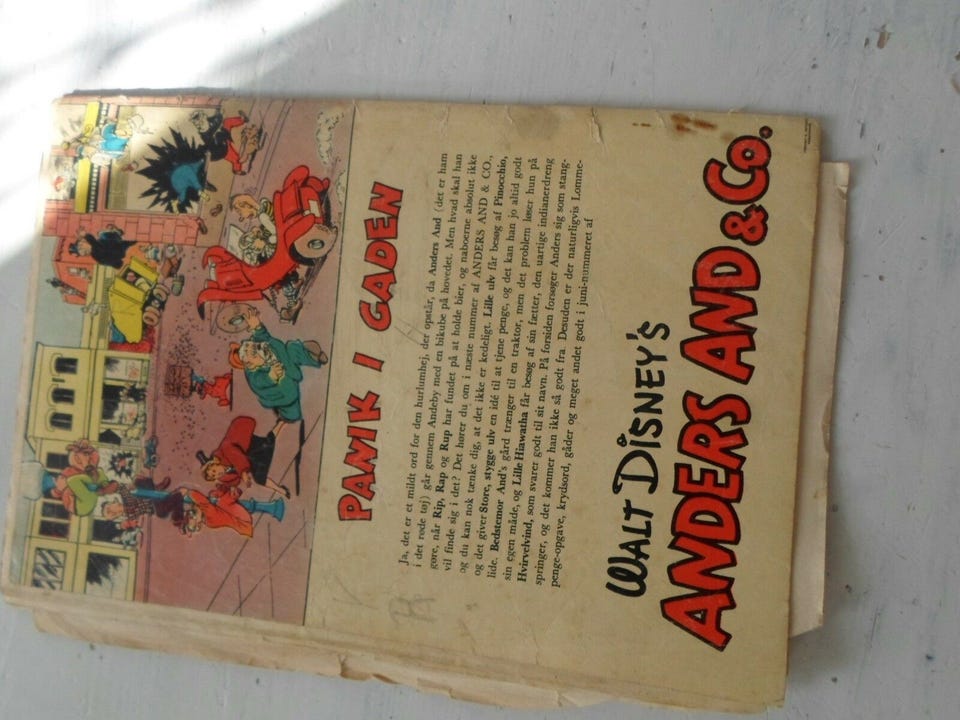 PANIK I GADEN
Ja, det er et mildt ord for den hurlumhej, der opstår, da Anders And (det er ham
i det røde tøj) går gennem Andeby med en bikube på hovedet. Men hvad skal han
gøre, når Rip, Rap og Rup har fundet på at holde bier, og naboerne absolut ikke
vil finde sig i det? Det hører du om i næste nummer af ANDERS AND & CO.,
og du kan nok tænke dig, at det ikke er kedeligt. Lille ulv får besøg af Pinocchio,
og det giver Store, stygge ulv en idé til at tjene penge, og det kan han jo altid godt
lide. Bedstemor And's gård trænger til en traktor, men det problem løser hun på
sin egen måde, og Lille Hiawatha får besøg af sin fætter, den uartige indianerdreng
Hvirvelvind, som svarer godt til sit navn. På forsiden forsøger Anders sig som stang-
springer, og det kommer han ikke så godt fra. Desuden er der naturligvis Lomme-
penge-opgave, krydsord, gåder og meget andet godt i juni-nummeret af
WALT DISNEY'S
ANDERS AND & Co.